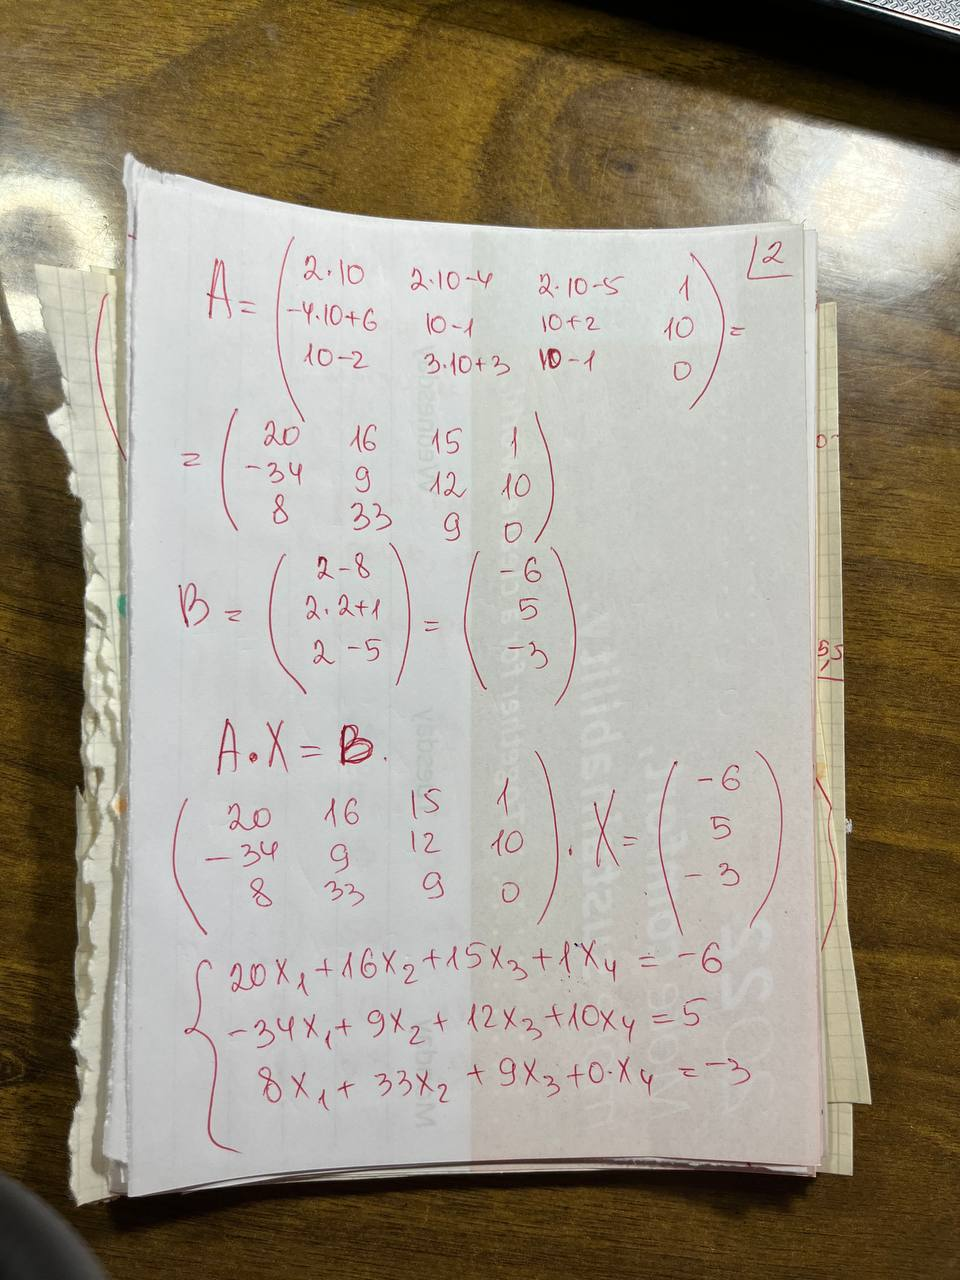 2
A = ( 2·10 2·10-4 2·10-5 1
-4·10+6 10-1 10+2 10
10-2 3·10+3 10-1 0 ) =
= ( 20 16 15 1
-34 9 12 10
8 33 9 0 )
B = ( 2-8
2·2+1
2-5 ) = ( -6
5
-3 )
A·X = B.
( 20 16 15 1
-34 9 12 10
8 33 9 0 ) · X = ( -6
5
-3 )
{ 20x₁ + 16x₂ + 15x₃ + 1x₄ = -6
-34x₁ + 9x₂ + 12x₃ + 10x₄ = 5
8x₁ + 33x₂ + 9x₃ + 0·x₄ = -3